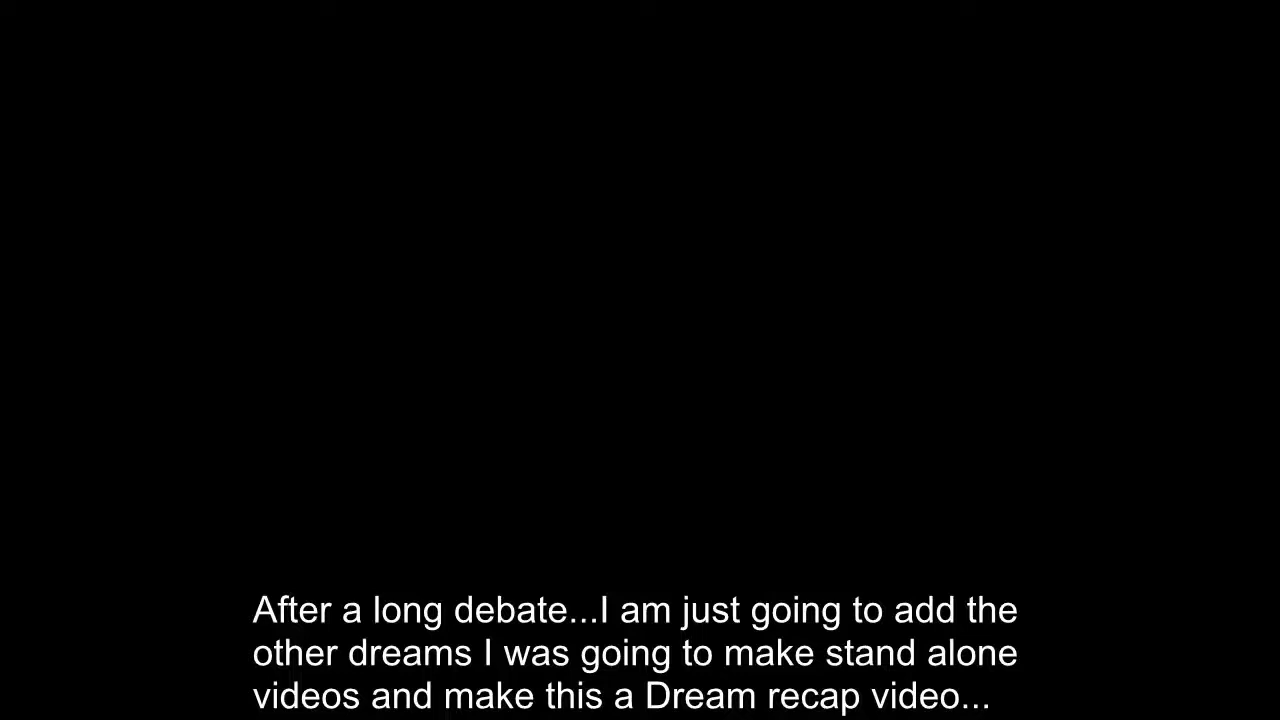 After a long debate...I am just going to add the
other dreams I was going to make stand alone
videos and make this a Dream recap video...